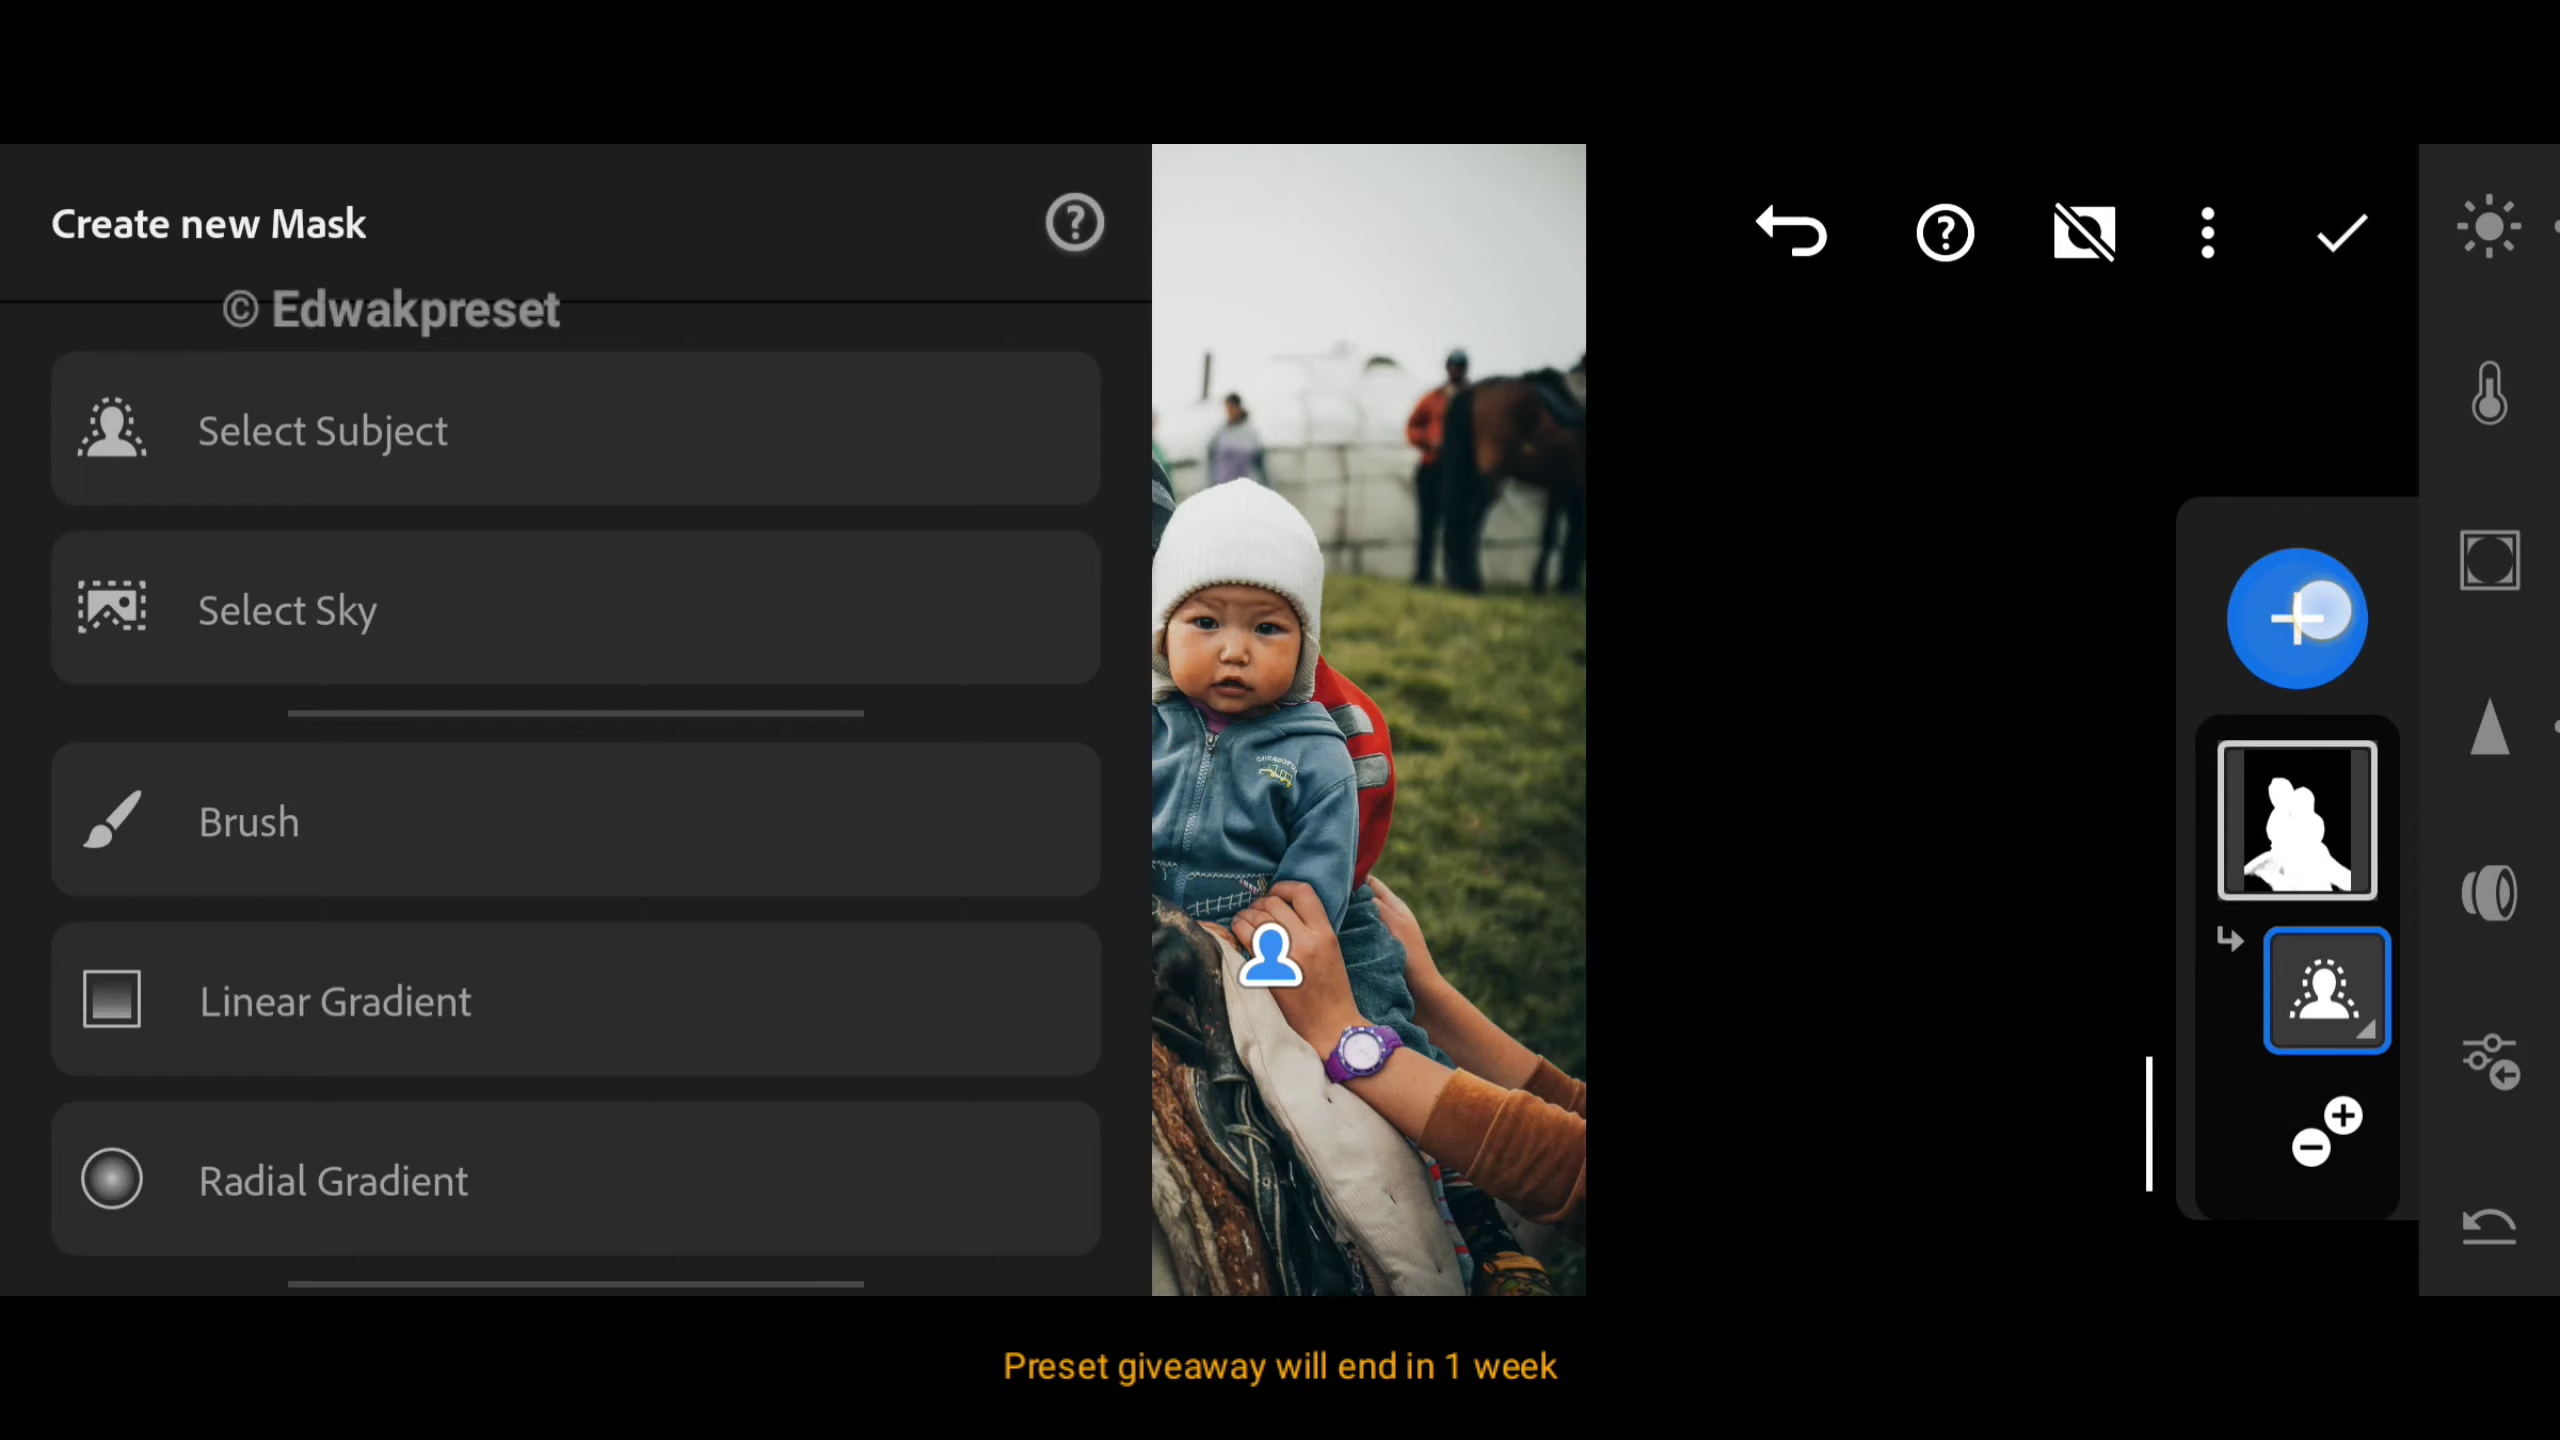 Create new Mask
© Edwakpreset
Select Subject
Select Sky
Brush
Linear Gradient
Radial Gradient
Preset giveaway will end in 1 week